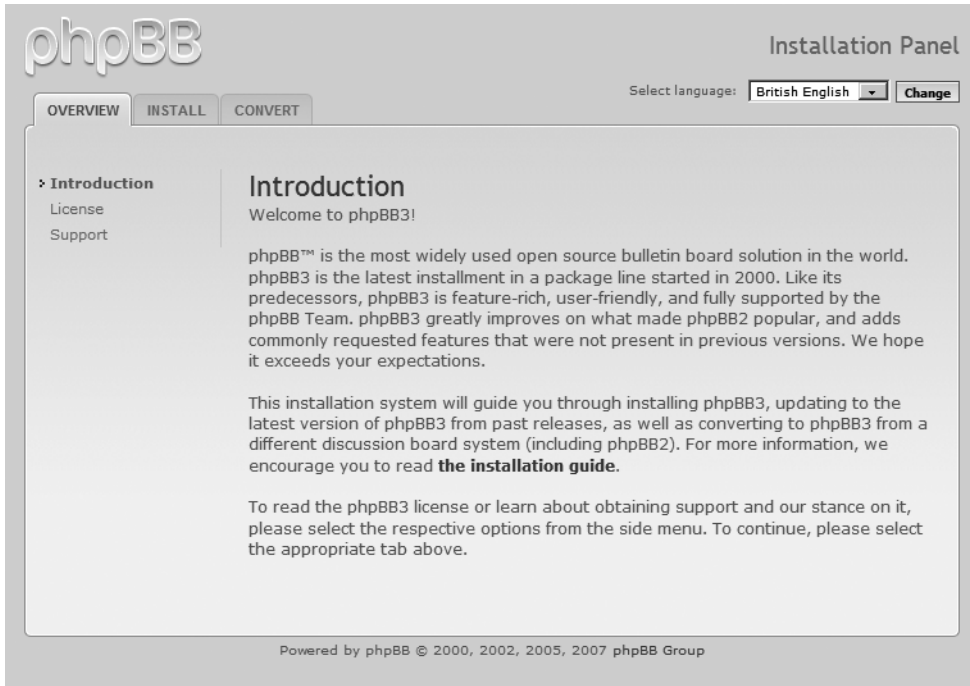 phpBB
Installation Panel
Select language: British English Change
OVERVIEW INSTALL CONVERT
Introduction
License
Support
Introduction
Welcome to phpBB3!
phpBB™ is the most widely used open source bulletin board solution in the world.
phpBB3 is the latest installment in a package line started in 2000. Like its
predecessors, phpBB3 is feature-rich, user-friendly, and fully supported by the
phpBB Team. phpBB3 greatly improves on what made phpBB2 popular, and adds
commonly requested features that were not present in previous versions. We hope
it exceeds your expectations.
This installation system will guide you through installing phpBB3, updating to the
latest version of phpBB3 from past releases, as well as converting to phpBB3 from a
different discussion board system (including phpBB2). For more information, we
encourage you to read the installation guide.
To read the phpBB3 license or learn about obtaining support and our stance on it,
please select the respective options from the side menu. To continue, please select
the appropriate tab above.
Powered by phpBB © 2000, 2002, 2005, 2007 phpBB Group